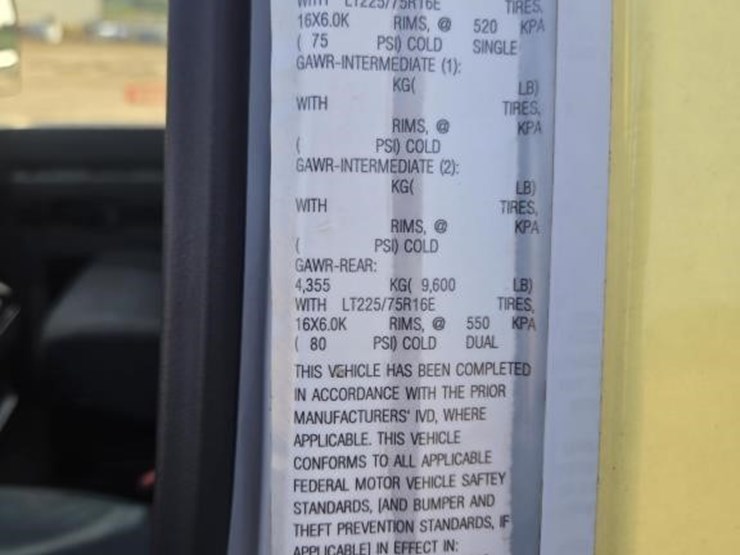 WITH LT225/75R16E TIRES,
16X6.0K RIMS, @ 520 KPA
( 75 PSI) COLD SINGLE
GAWR-INTERMEDIATE (1):
KG( LB)
WITH TIRES,
RIMS, @ KPA
( PSI) COLD
GAWR-INTERMEDIATE (2):
KG( LB)
WITH TIRES,
RIMS, @ KPA
( PSI) COLD
GAWR-REAR:
4,355 KG( 9,600 LB)
WITH LT225/75R16E TIRES,
16X6.0K RIMS, @ 550 KPA
( 80 PSI) COLD DUAL
THIS VEHICLE HAS BEEN COMPLETED
IN ACCORDANCE WITH THE PRIOR
MANUFACTURERS' IVD, WHERE
APPLICABLE. THIS VEHICLE
CONFORMS TO ALL APPLICABLE
FEDERAL MOTOR VEHICLE SAFTEY
STANDARDS, [AND BUMPER AND
THEFT PREVENTION STANDARDS, IF
APPLICABLE] IN EFFECT IN: